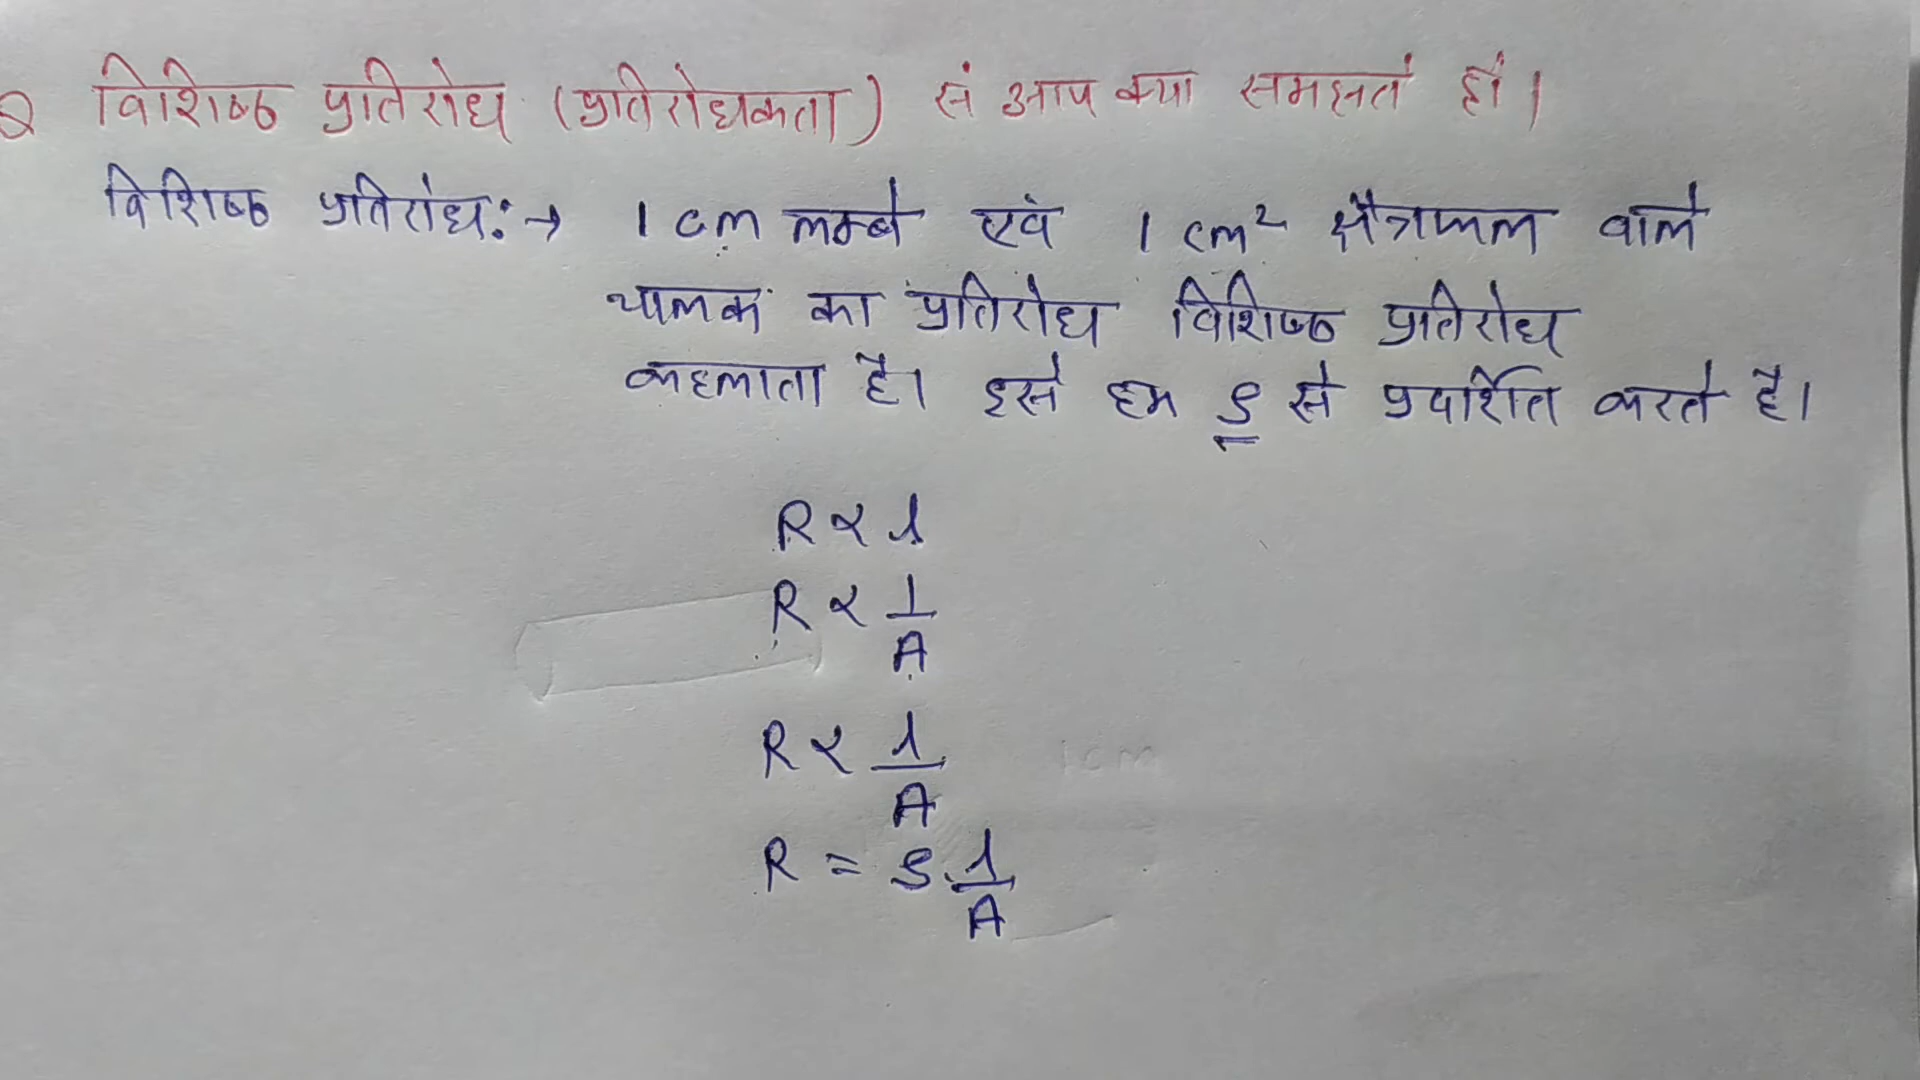 Q विशिष्ठ प्रतिरोध (प्रतिरोधकता) सें आप क्या समझते हों।
विशिष्ठ प्रतिरोध:→ 1 cm लम्बे एवं 1 cm² क्षैत्रफल वाले
चालक का प्रतिरोध विशिष्ठ प्रतिरोध
कहलाता है। इसे हम ρ से प्रदर्शित करते है।
R ∝ l
R ∝ 1/A
R ∝ l/A
1cm
R = ρ. l/A